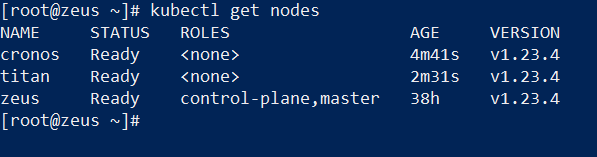 [root@zeus ~]# kubectl get nodes
NAME     STATUS   ROLES                  AGE     VERSION
cronos   Ready    <none>                 4m41s   v1.23.4
titan    Ready    <none>                 2m31s   v1.23.4
zeus     Ready    control-plane,master   38h     v1.23.4
[root@zeus ~]#